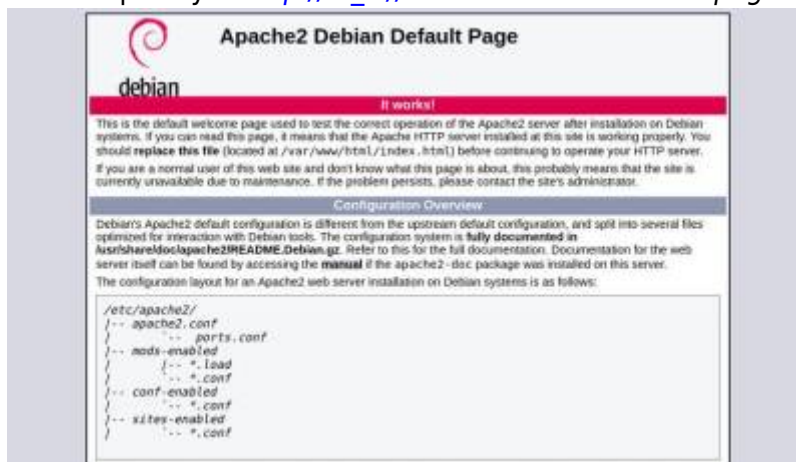 Apache2 Debian Default Page
debian
It works!
This is the default welcome page used to test the correct operation of the Apache2 server after installation on Debian
systems. If you can read this page, it means that the Apache HTTP server installed at this site is working properly. You
should replace this file (located at /var/www/html/index.html) before continuing to operate your HTTP server.
If you are a normal user of this web site and don't know what this page is about, this probably means that the site is
currently unavailable due to maintenance. If the problem persists, please contact the site's administrator.
Configuration Overview
Debian's Apache2 default configuration is different from the upstream default configuration, and split into several files
optimized for interaction with Debian tools. The configuration system is fully documented in
/usr/share/doc/apache2/README.Debian.gz. Refer to this for the full documentation. Documentation for the web
server itself can be found by accessing the manual if the apache2-doc package was installed on this server.
The configuration layout for an Apache2 web server installation on Debian systems is as follows:
/etc/apache2/
|-- apache2.conf
|       `-- ports.conf
|-- mods-enabled
|       |-- *.load
|       `-- *.conf
|-- conf-enabled
|       `-- *.conf
|-- sites-enabled
|       `-- *.conf